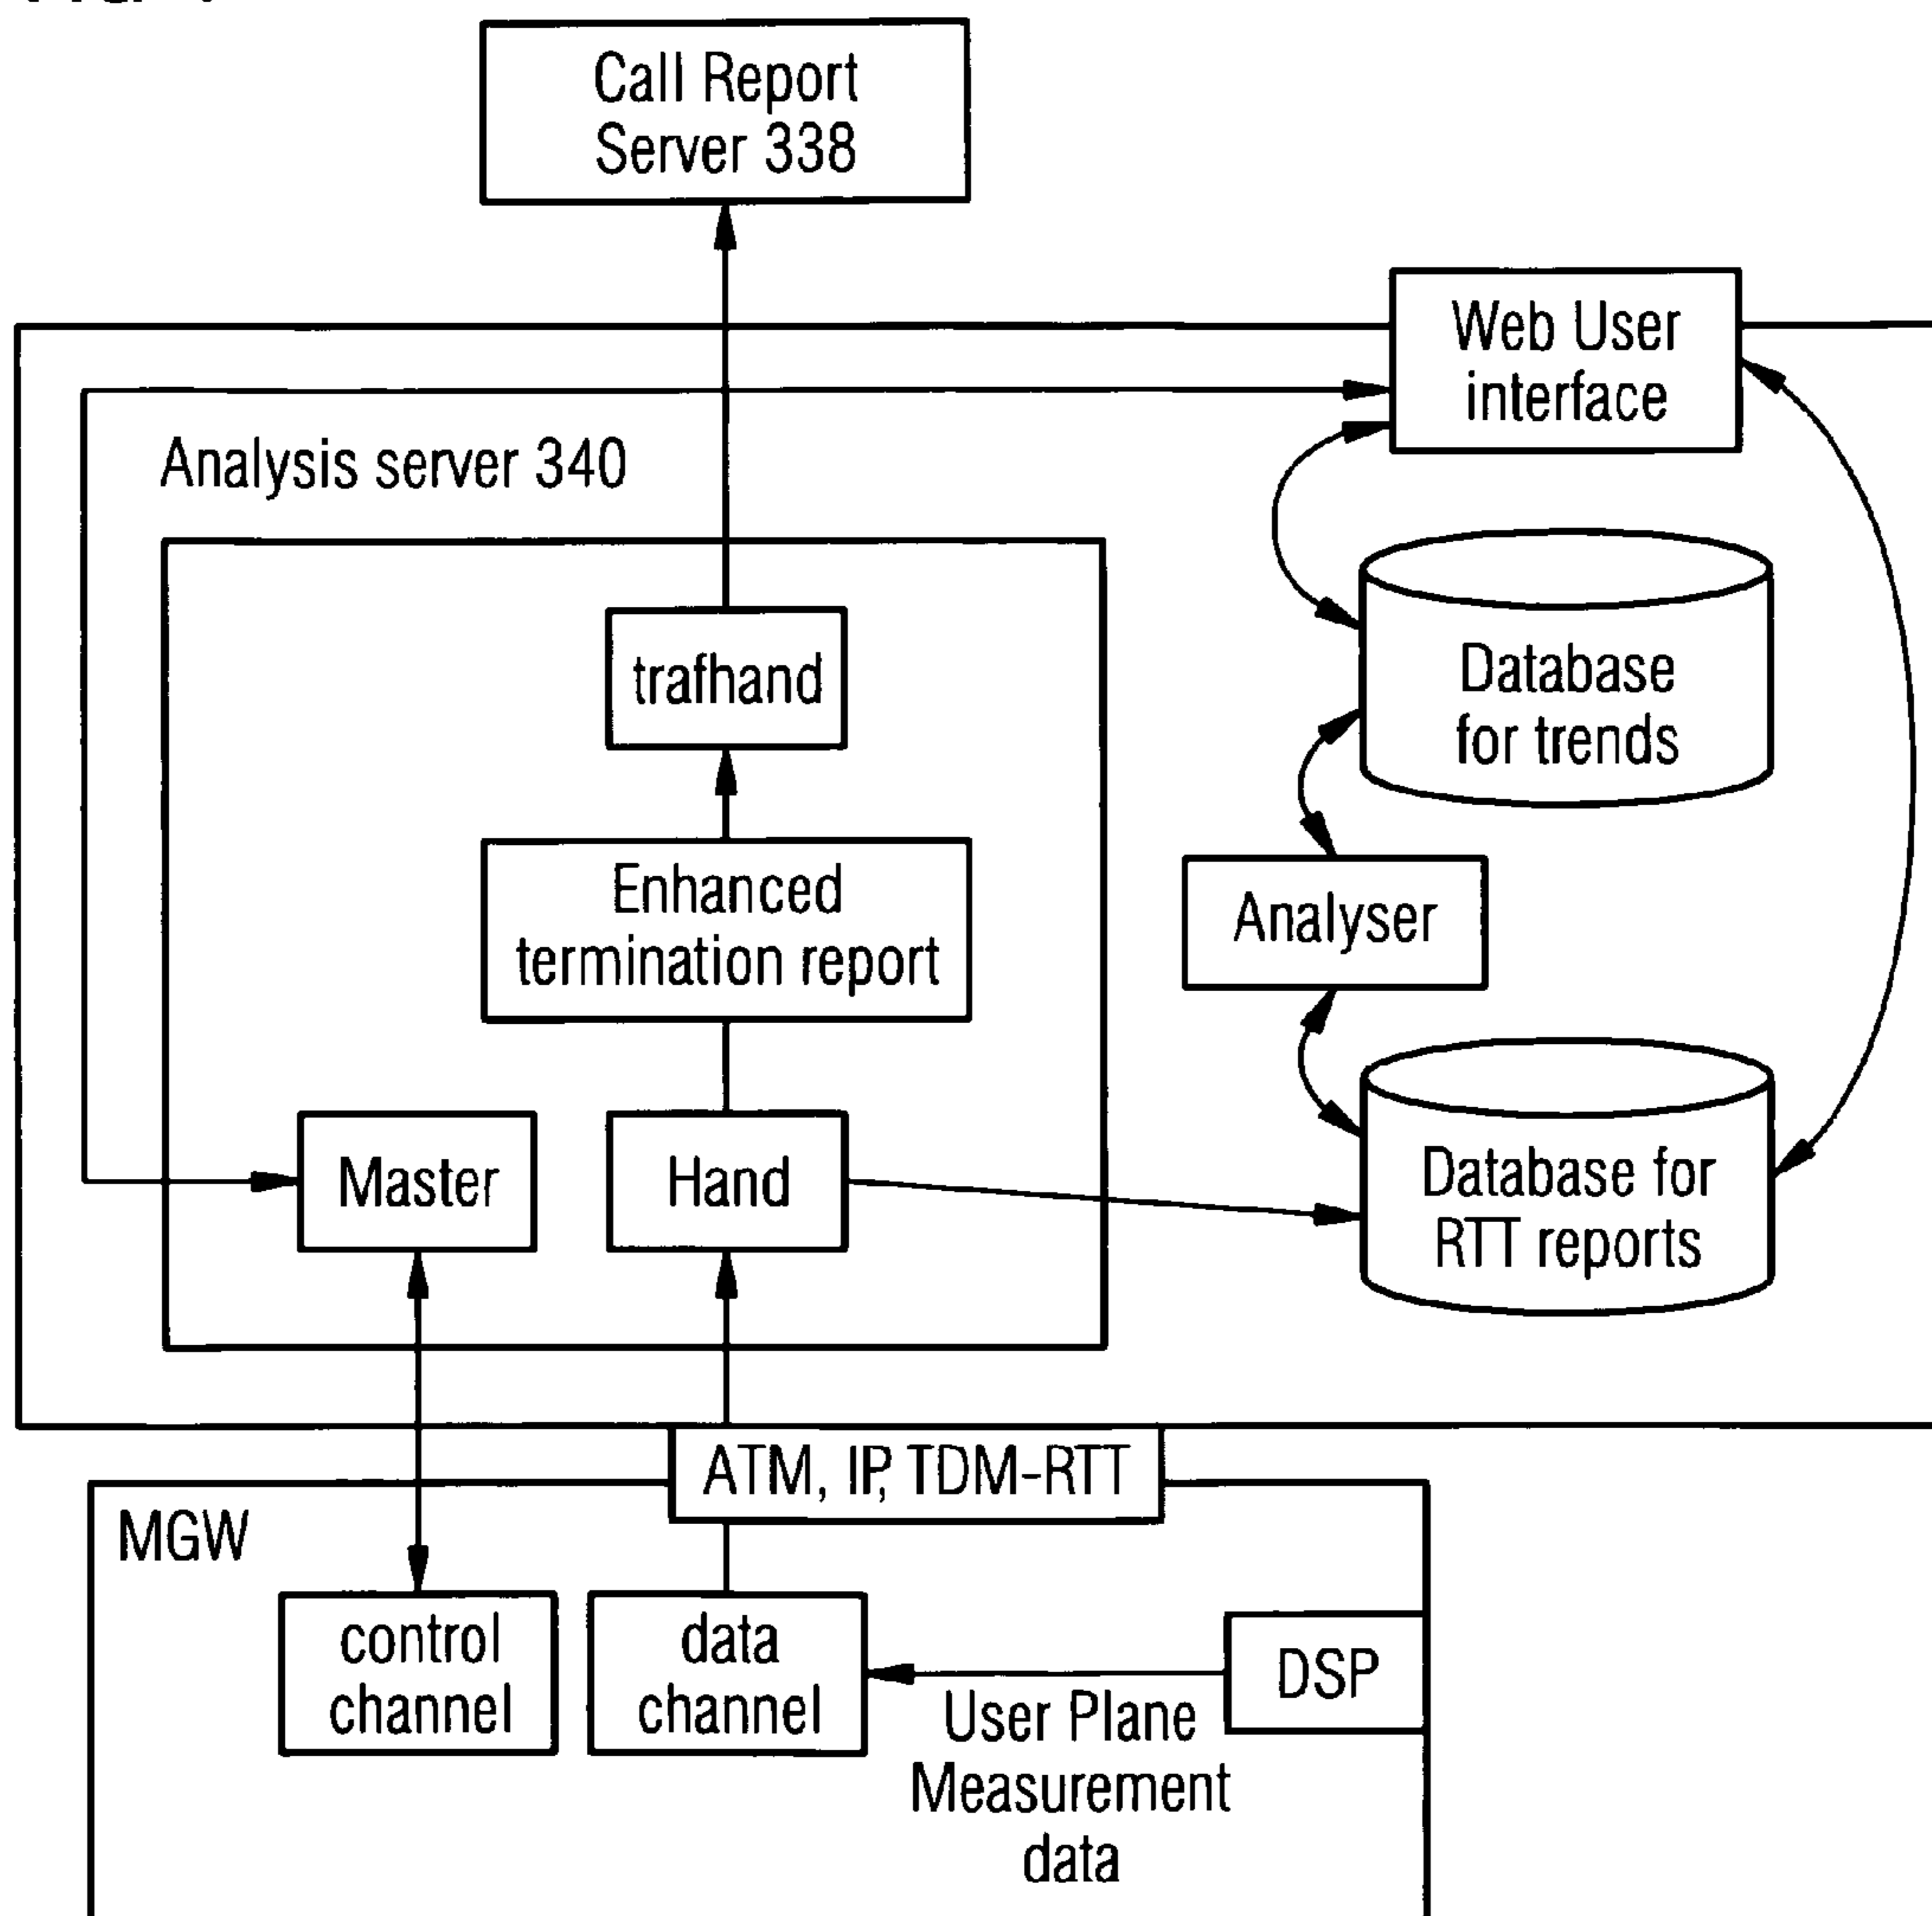 Call Report
Server 338
Web User
interface
Analysis server 340
trafhand
Database
for trends
Enhanced
termination report
Analyser
Master
Hand
Database for
RTT reports
ATM, IP, TDM-RTT
MGW
control
channel
data
channel
DSP
User Plane
Measurement
data